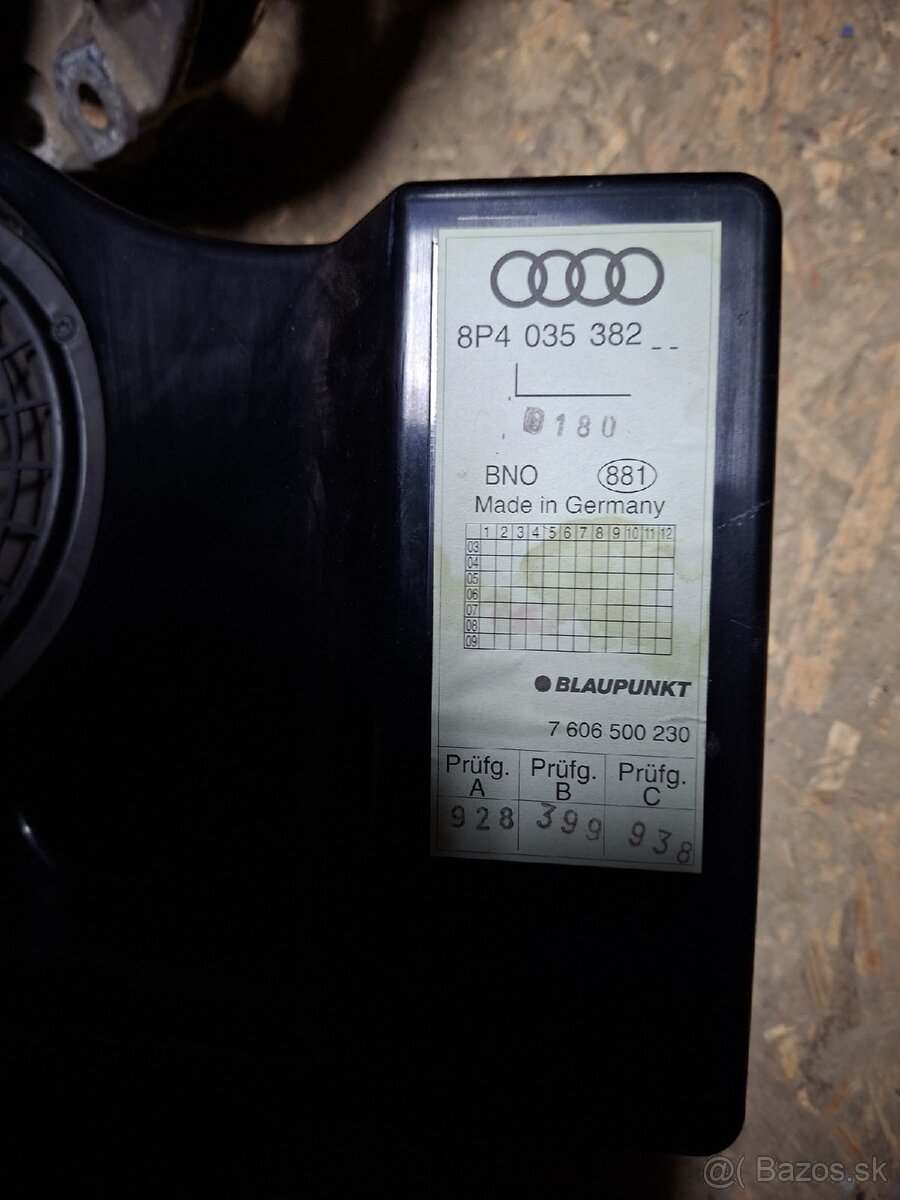 8P4 035 382 _ _
180
BNO 881
Made in Germany
1 2 3 4 5 6 7 8 9 10 11 12
03
04
05
06
07
08
09
BLAUPUNKT
7 606 500 230
Prüfg. A Prüfg. B Prüfg. C
928 399 938
@( Bazos.sk